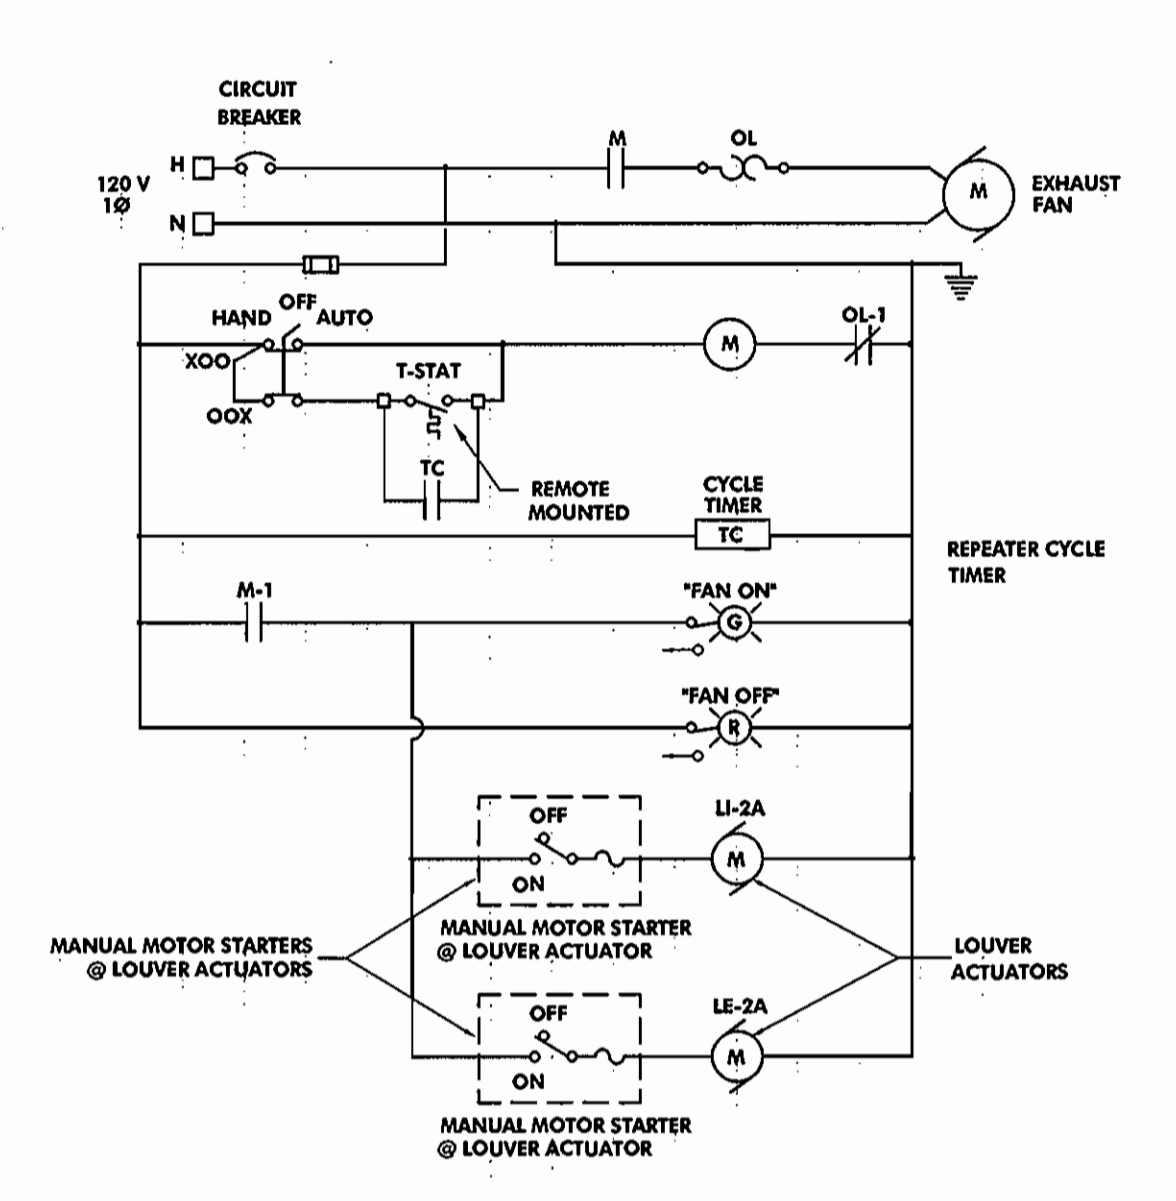 CIRCUIT
BREAKER
H
M
OL
120 V
1Ø
N
M
EXHAUST
FAN
HAND
OFF
AUTO
XOO
OOX
T-STAT
M
OL-1
TC
REMOTE
MOUNTED
CYCLE
TIMER
TC
REPEATER CYCLE
TIMER
M-1
"FAN ON"
G
"FAN OFF"
R
OFF
ON
LI-2A
M
MANUAL MOTOR STARTER
@ LOUVER ACTUATOR
MANUAL MOTOR STARTERS
@ LOUVER ACTUATORS
LOUVER
ACTUATORS
OFF
ON
LE-2A
M
MANUAL MOTOR STARTER
@ LOUVER ACTUATOR